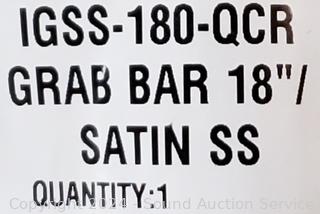 IGSS-180-QCR
GRAB BAR 18"/
SATIN SS
QUANTITY:1
Copyright 2024 - Sound Auction Service